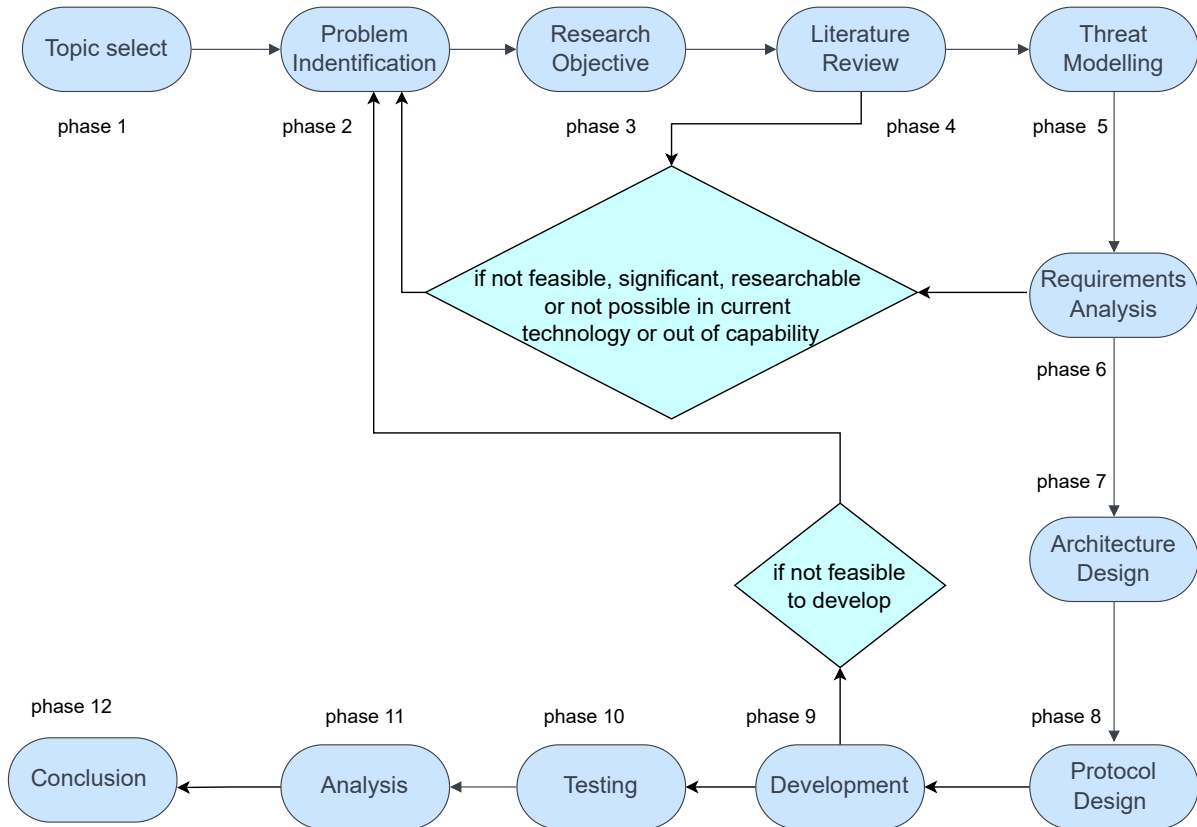 Topic select
Problem
Indentification
Research
Objective
Literature
Review
Threat
Modelling
phase 1
phase 2
phase 3
phase 4
phase  5
if not feasible, significant, researchable
or not possible in current
technology or out of capability
Requirements
Analysis
phase 6
phase 7
Architecture
Design
if not feasible
to develop
phase 12
phase 11
phase 10
phase 9
phase 8
Conclusion
Analysis
Testing
Development
Protocol
Design